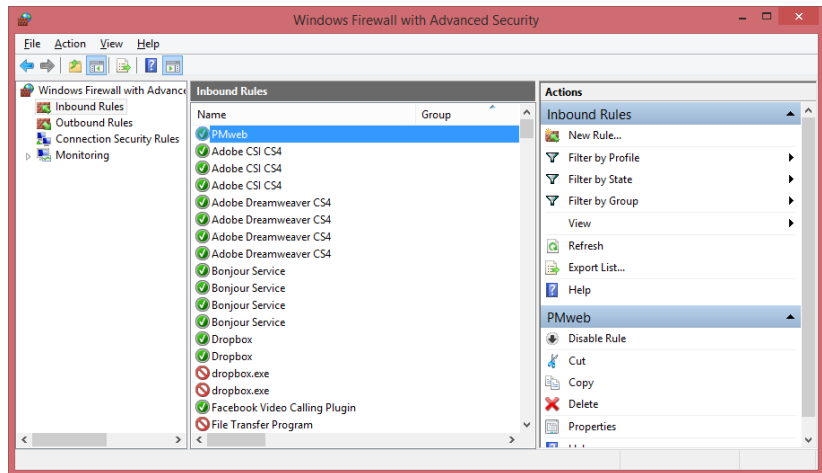 Windows Firewall with Advanced Security
File Action View Help
Windows Firewall with Advance
Inbound Rules
Outbound Rules
Connection Security Rules
Monitoring
Inbound Rules
Name Group
PMweb
Adobe CSI CS4
Adobe CSI CS4
Adobe CSI CS4
Adobe Dreamweaver CS4
Adobe Dreamweaver CS4
Adobe Dreamweaver CS4
Adobe Dreamweaver CS4
Bonjour Service
Bonjour Service
Bonjour Service
Bonjour Service
Dropbox
Dropbox
dropbox.exe
dropbox.exe
Facebook Video Calling Plugin
File Transfer Program
Actions
Inbound Rules
New Rule...
Filter by Profile
Filter by State
Filter by Group
View
Refresh
Export List...
Help
PMweb
Disable Rule
Cut
Copy
Delete
Properties